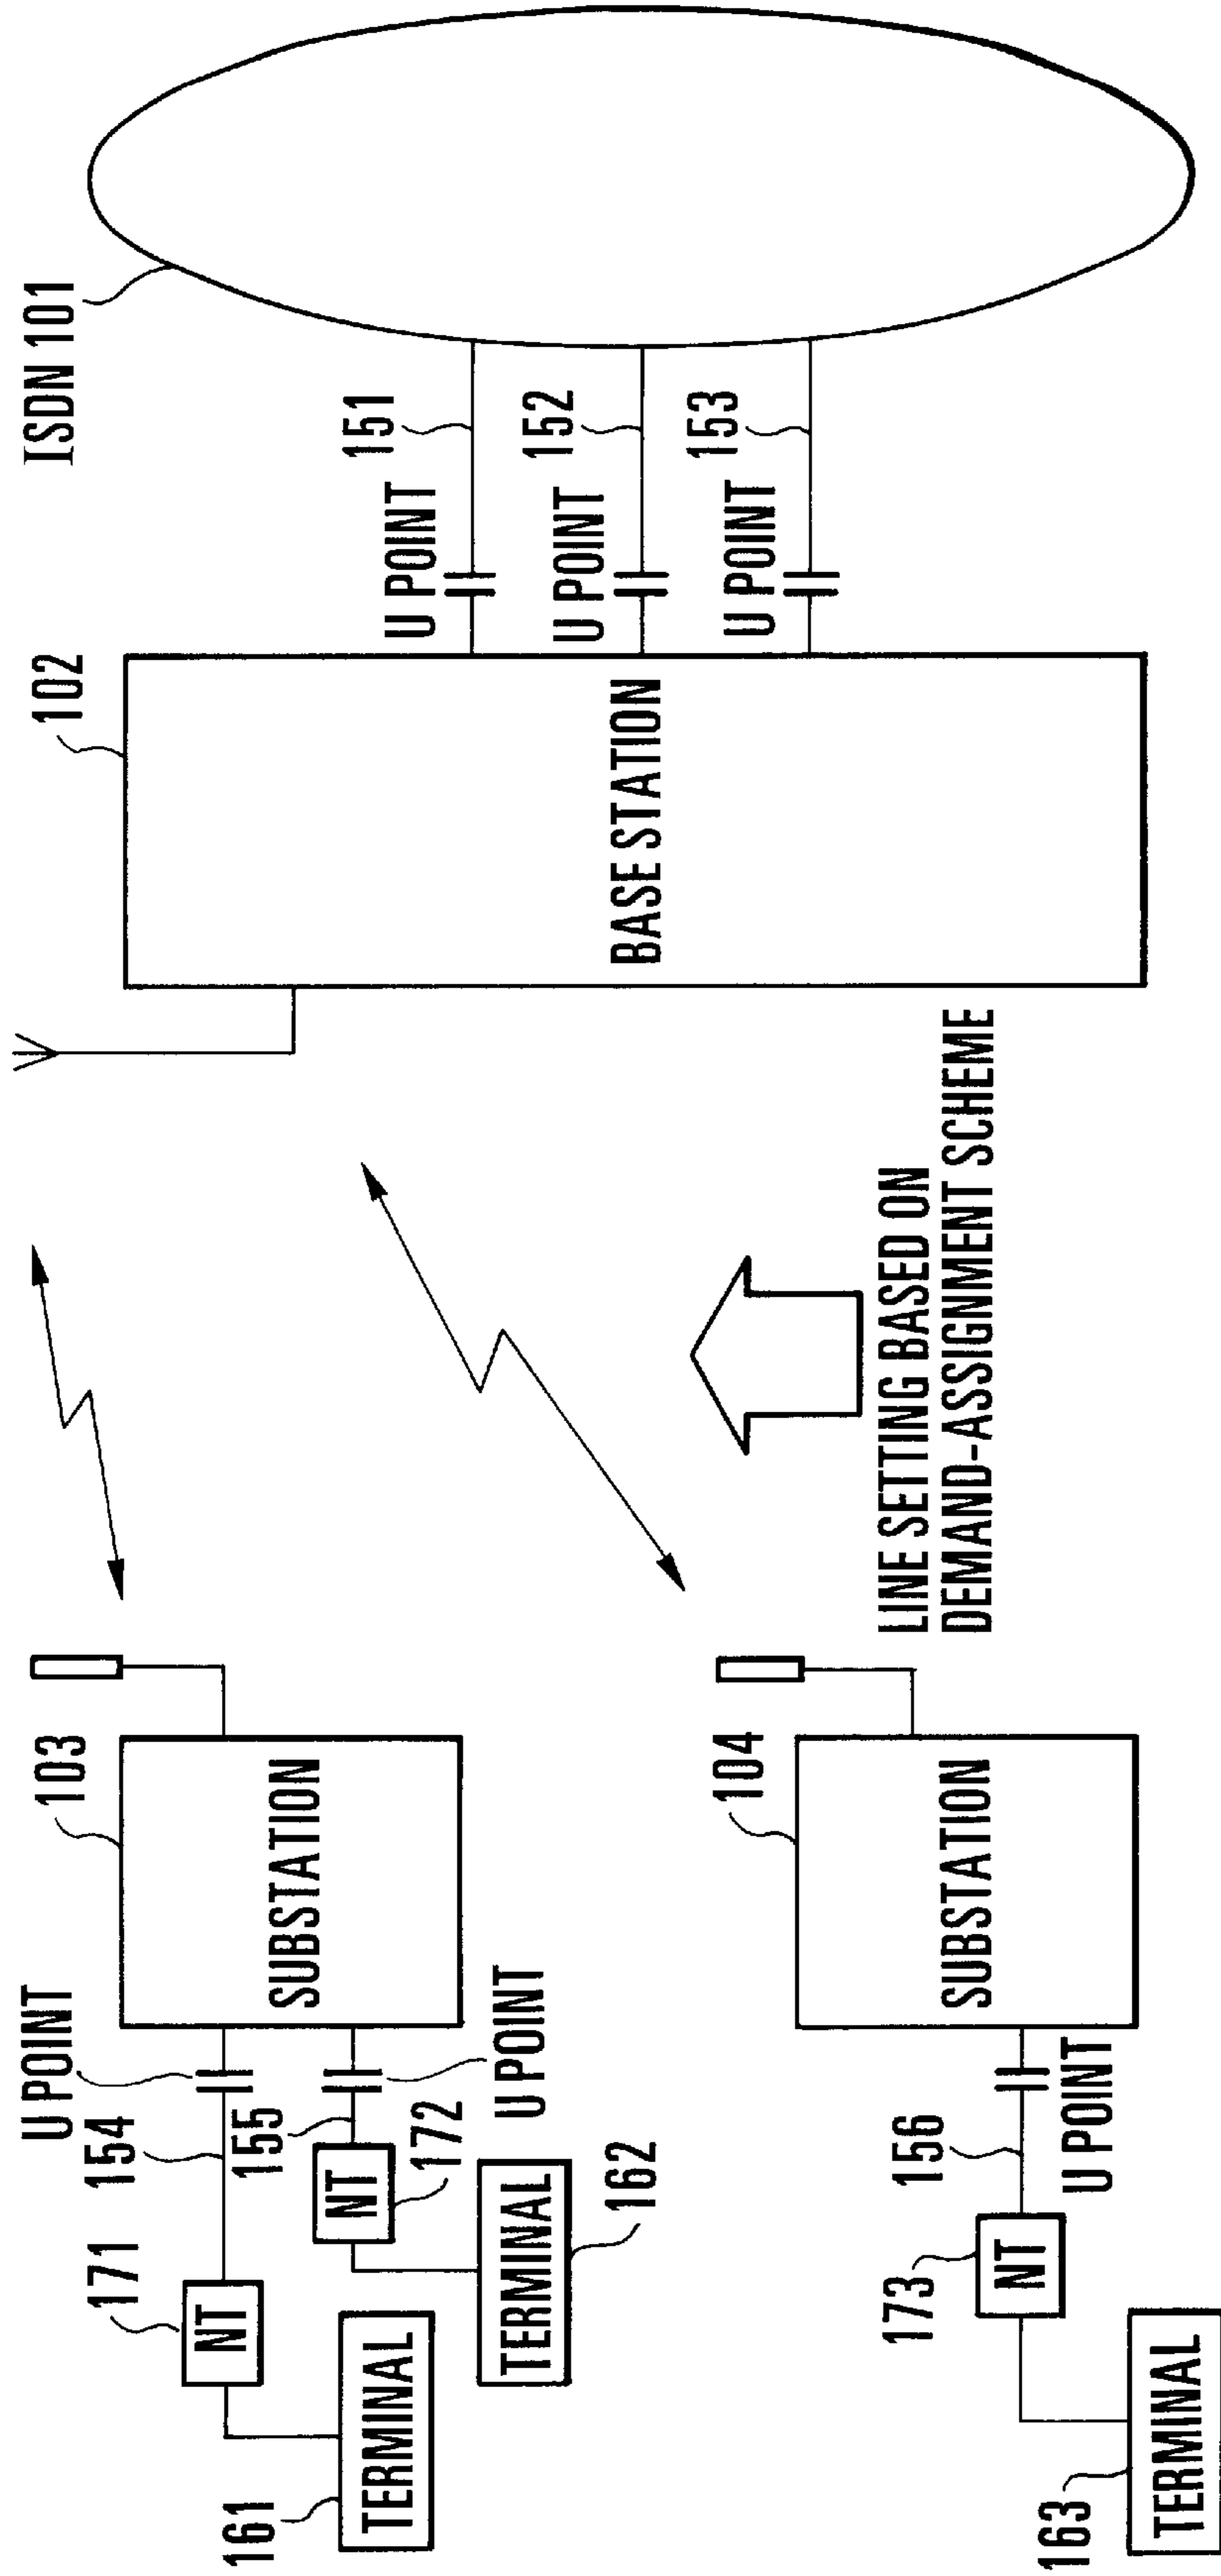 ISDN 101
151
U POINT
152
U POINT
153
U POINT
102
BASE STATION
LINE SETTING BASED ON
DEMAND-ASSIGNMENT SCHEME
103
SUBSTATION
U POINT
154
155
U POINT
171
NT
NT
172
161
TERMINAL
TERMINAL
162
104
SUBSTATION
156
U POINT
173
NT
163
TERMINAL